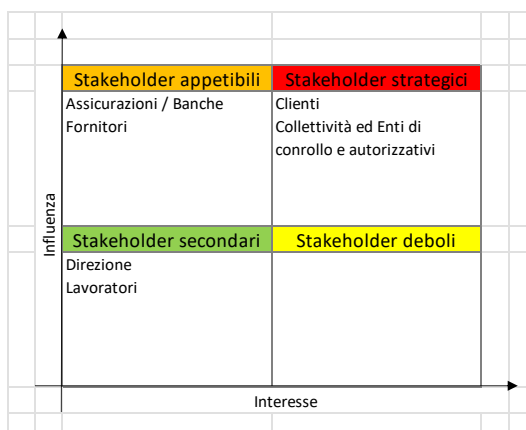 Stakeholder appetibili
Stakeholder strategici
Assicurazioni / Banche
Fornitori
Clienti
Collettività ed Enti di
conrollo e autorizzativi
Influenza
Stakeholder secondari
Stakeholder deboli
Direzione
Lavoratori
Interesse